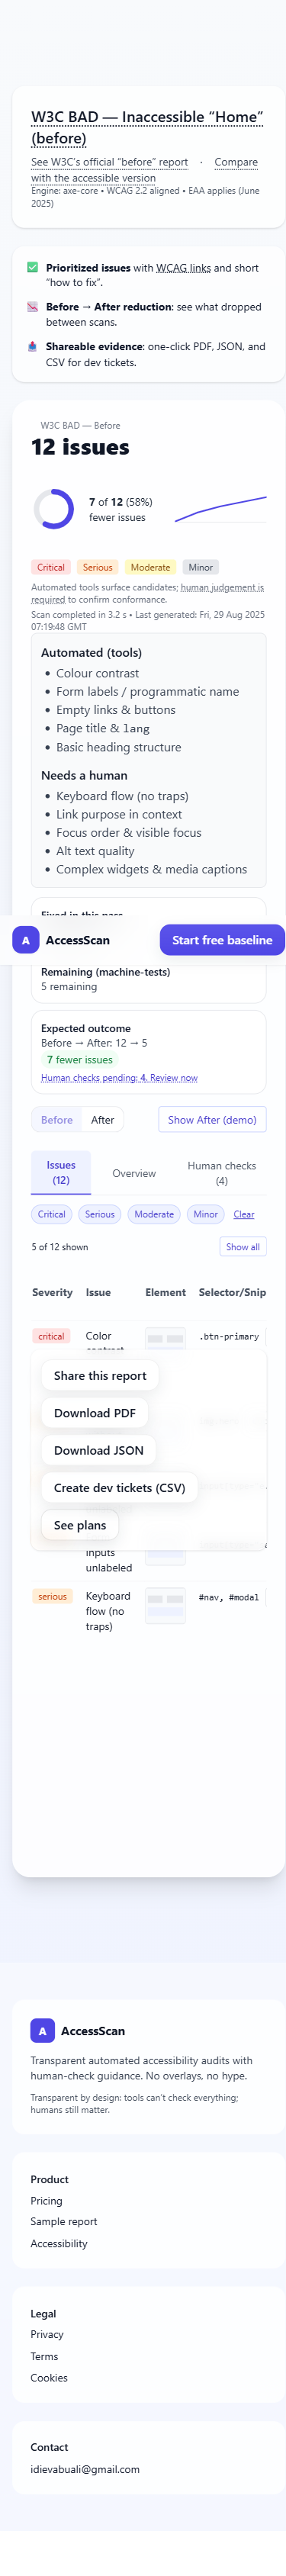 W3C BAD — Inaccessible “Home”
(before)
See W3C’s official “before” report · Compare
with the accessible version
Engine: axe-core • WCAG 2.2 aligned • EAA applies (June
2025)
✅ Prioritized issues with WCAG links and short
“how to fix”.
📉 Before → After reduction: see what dropped
between scans.
📤 Shareable evidence: one-click PDF, JSON, and
CSV for dev tickets.
W3C BAD — Before
12 issues
7 of 12 (58%)
fewer issues
Critical Serious Moderate Minor
Automated tools surface candidates; human judgement is
required to confirm conformance.
Scan completed in 3.2 s • Last generated: Fri, 29 Aug 2025
07:19:48 GMT
Automated (tools)
• Colour contrast
• Form labels / programmatic name
• Empty links & buttons
• Page title & lang
• Basic heading structure
Needs a human
• Keyboard flow (no traps)
• Link purpose in context
• Focus order & visible focus
• Alt text quality
• Complex widgets & media captions
Fixed in this pass
A AccessScan Start free baseline
Remaining (machine-tests)
5 remaining
Expected outcome
Before → After: 12 → 5
7 fewer issues
Human checks pending: 4. Review now
Before After Show After (demo)
Issues
(12)
Overview
Human checks
(4)
Critical Serious Moderate Minor Clear
5 of 12 shown Show all
Severity Issue Element Selector/Snip
critical Color .btn-primary
contrast
Share this report
Download PDF
Download JSON
Create dev tickets (CSV)
See plans
inputs
unlabeled
serious Keyboard #nav, #modal
flow (no
traps)
A AccessScan
Transparent automated accessibility audits with
human-check guidance. No overlays, no hype.
Transparent by design: tools can’t check everything;
humans still matter.
Product
Pricing
Sample report
Accessibility
Legal
Privacy
Terms
Cookies
Contact
idievabuali@gmail.com